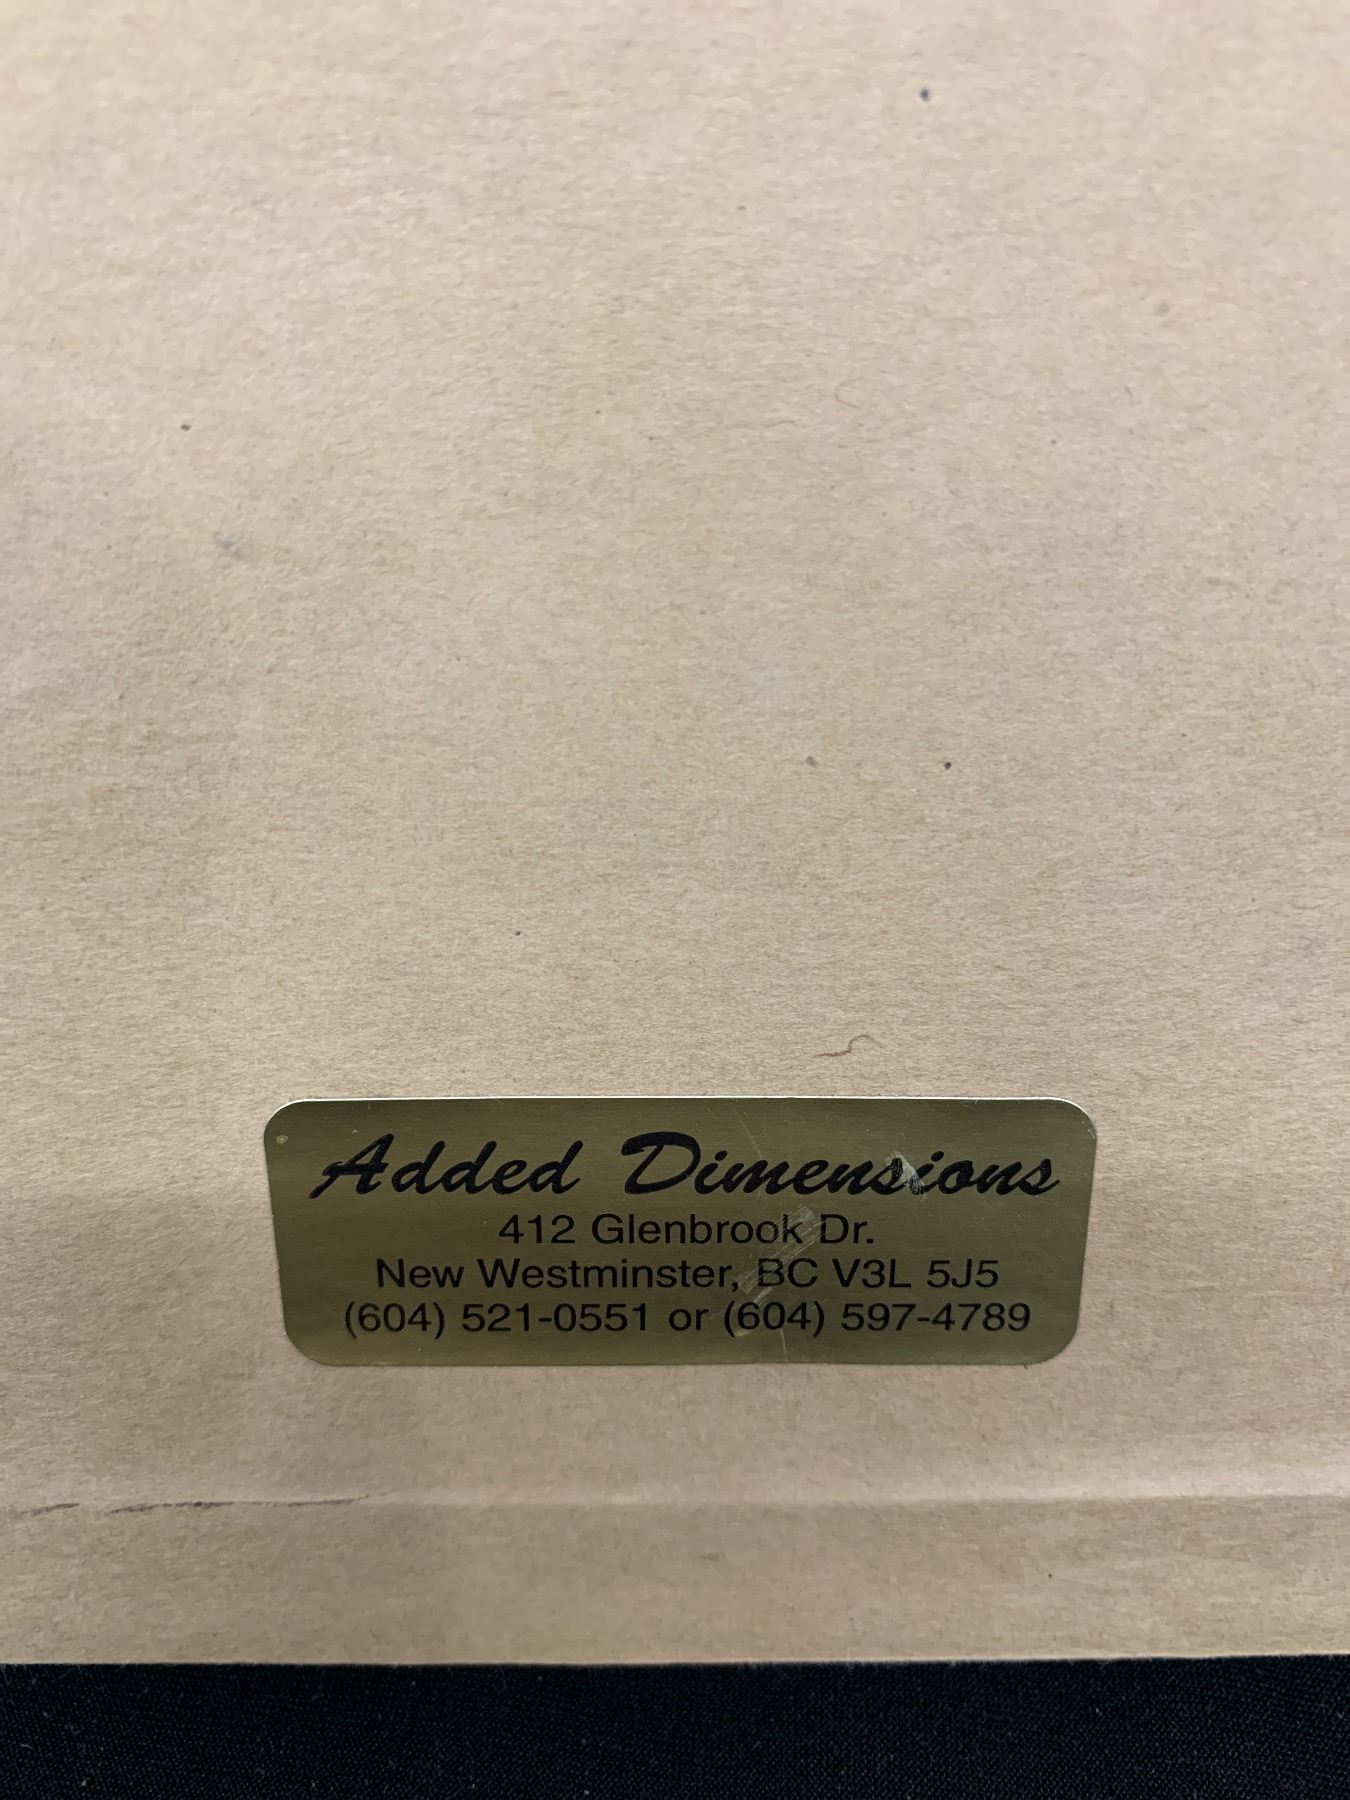 Added Dimensions
412 Glenbrook Dr.
New Westminster, BC V3L 5J5
(604) 521-0551 or (604) 597-4789